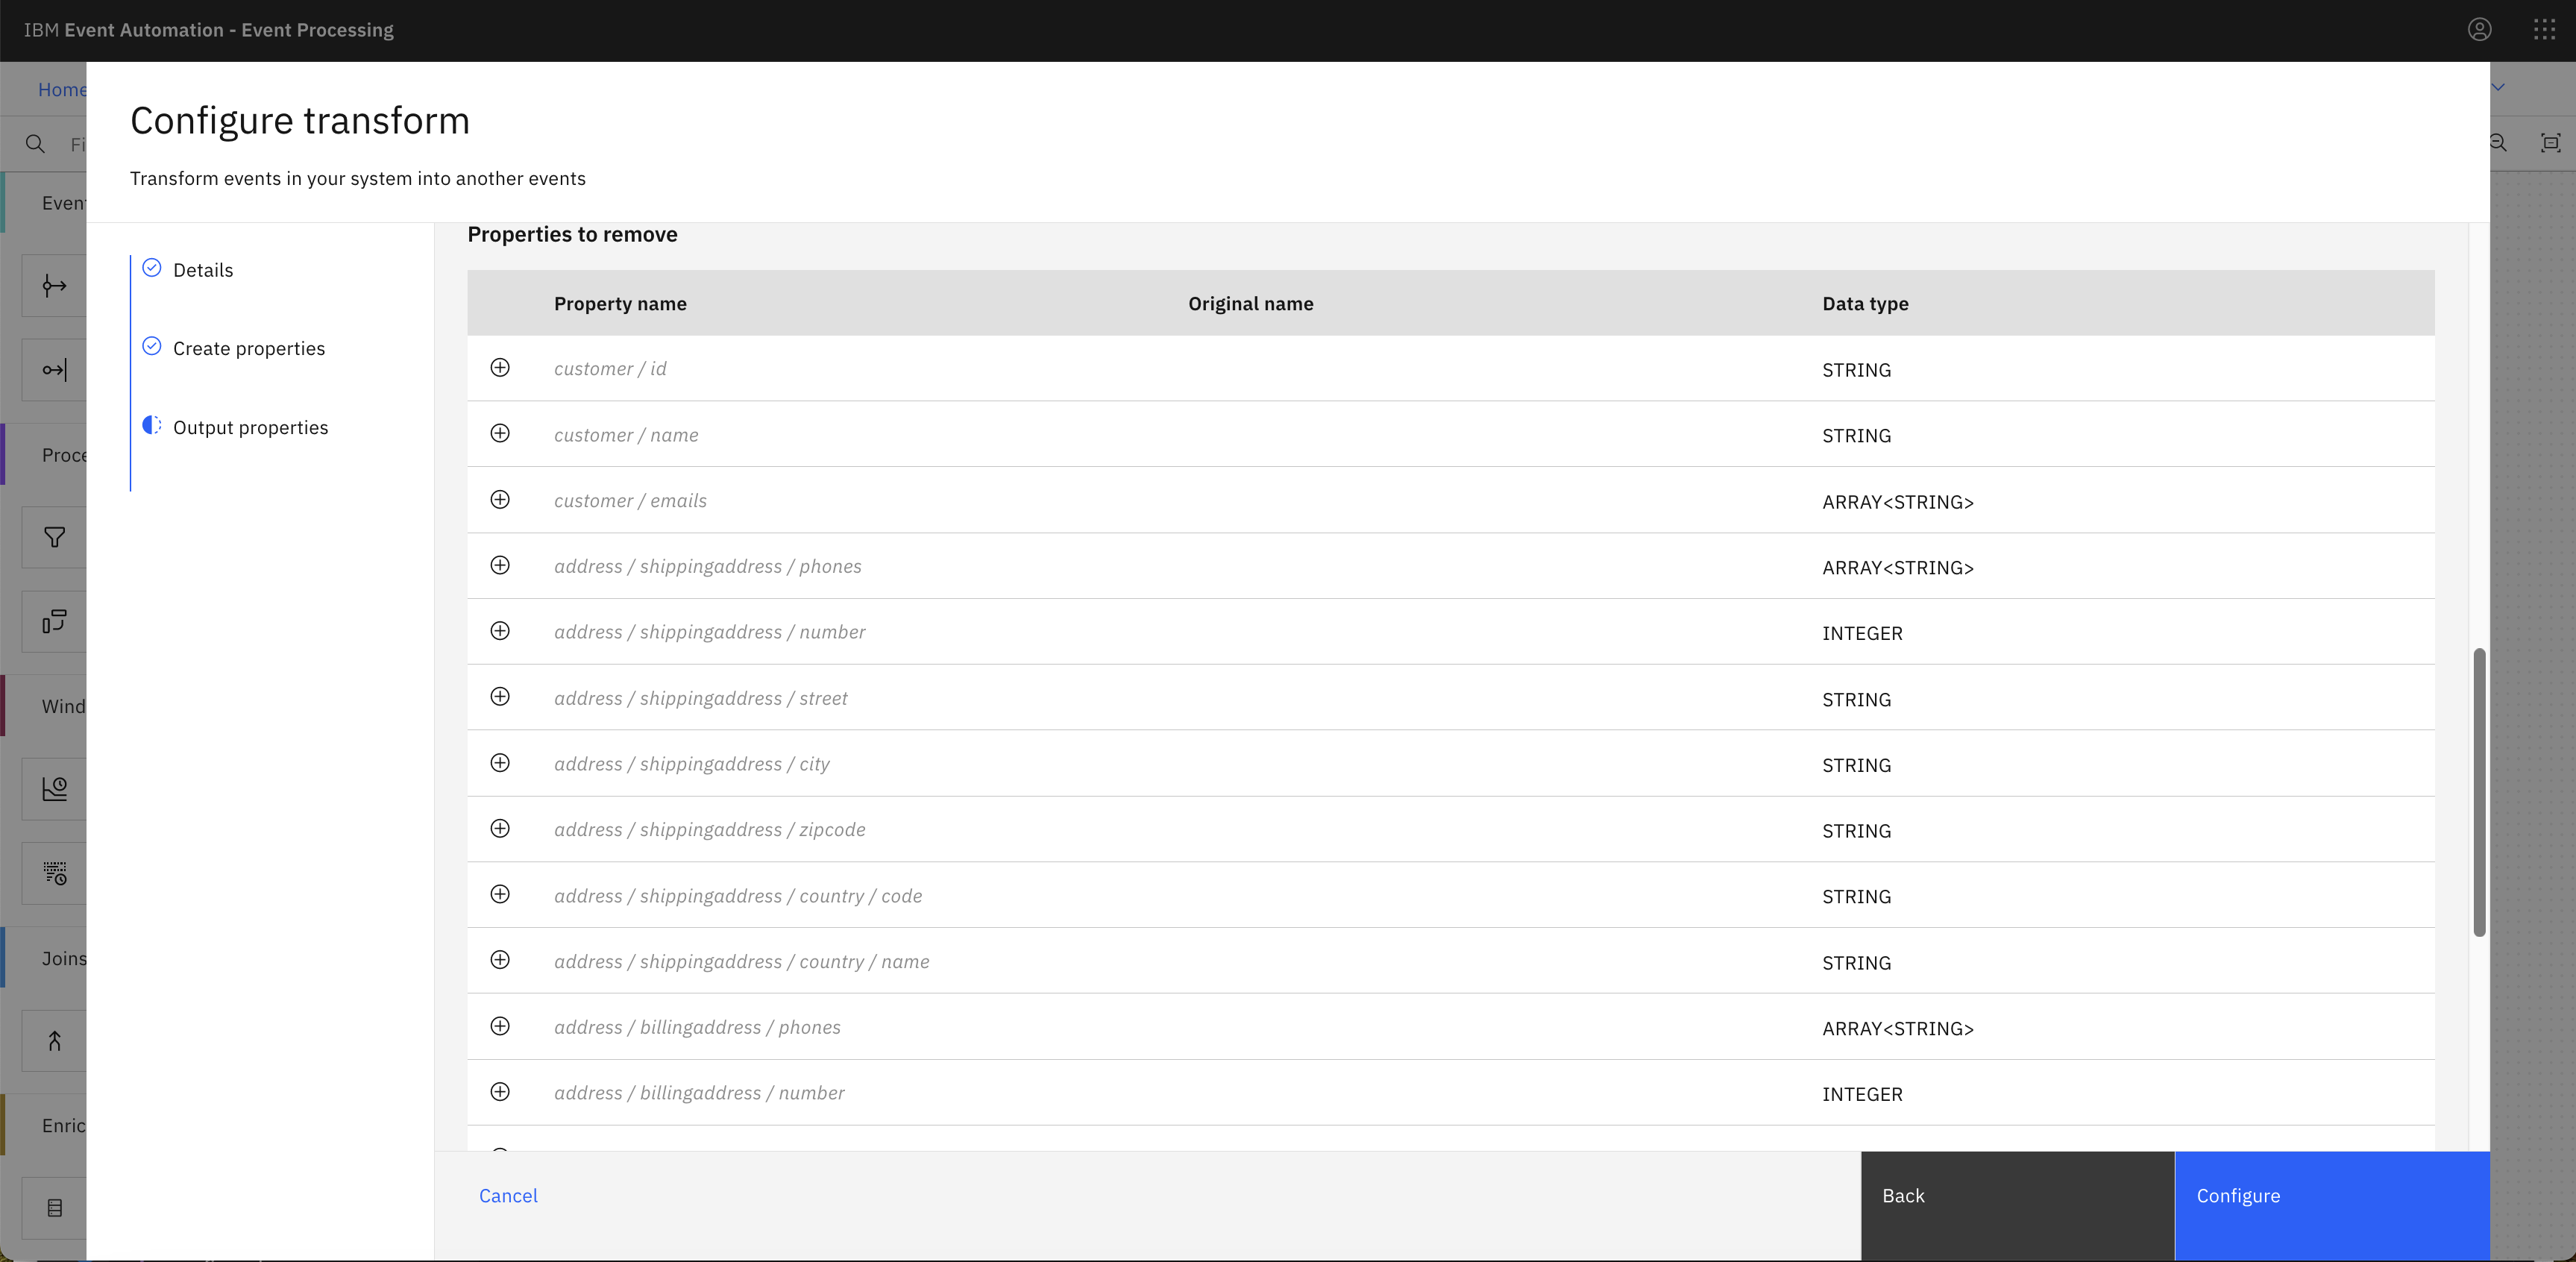 IBM Event Automation - Event Processing
Home
Configure transform
Transform events in your system into another events
Properties to remove
Details
Create properties
Output properties
Property name Original name Data type
customer / id STRING
customer / name STRING
customer / emails ARRAY<STRING>
address / shippingaddress / phones ARRAY<STRING>
address / shippingaddress / number INTEGER
address / shippingaddress / street STRING
address / shippingaddress / city STRING
address / shippingaddress / zipcode STRING
address / shippingaddress / country / code STRING
address / shippingaddress / country / name STRING
address / billingaddress / phones ARRAY<STRING>
address / billingaddress / number INTEGER
Fi
Even
Proce
Wind
Joins
Enric
Cancel Back Configure